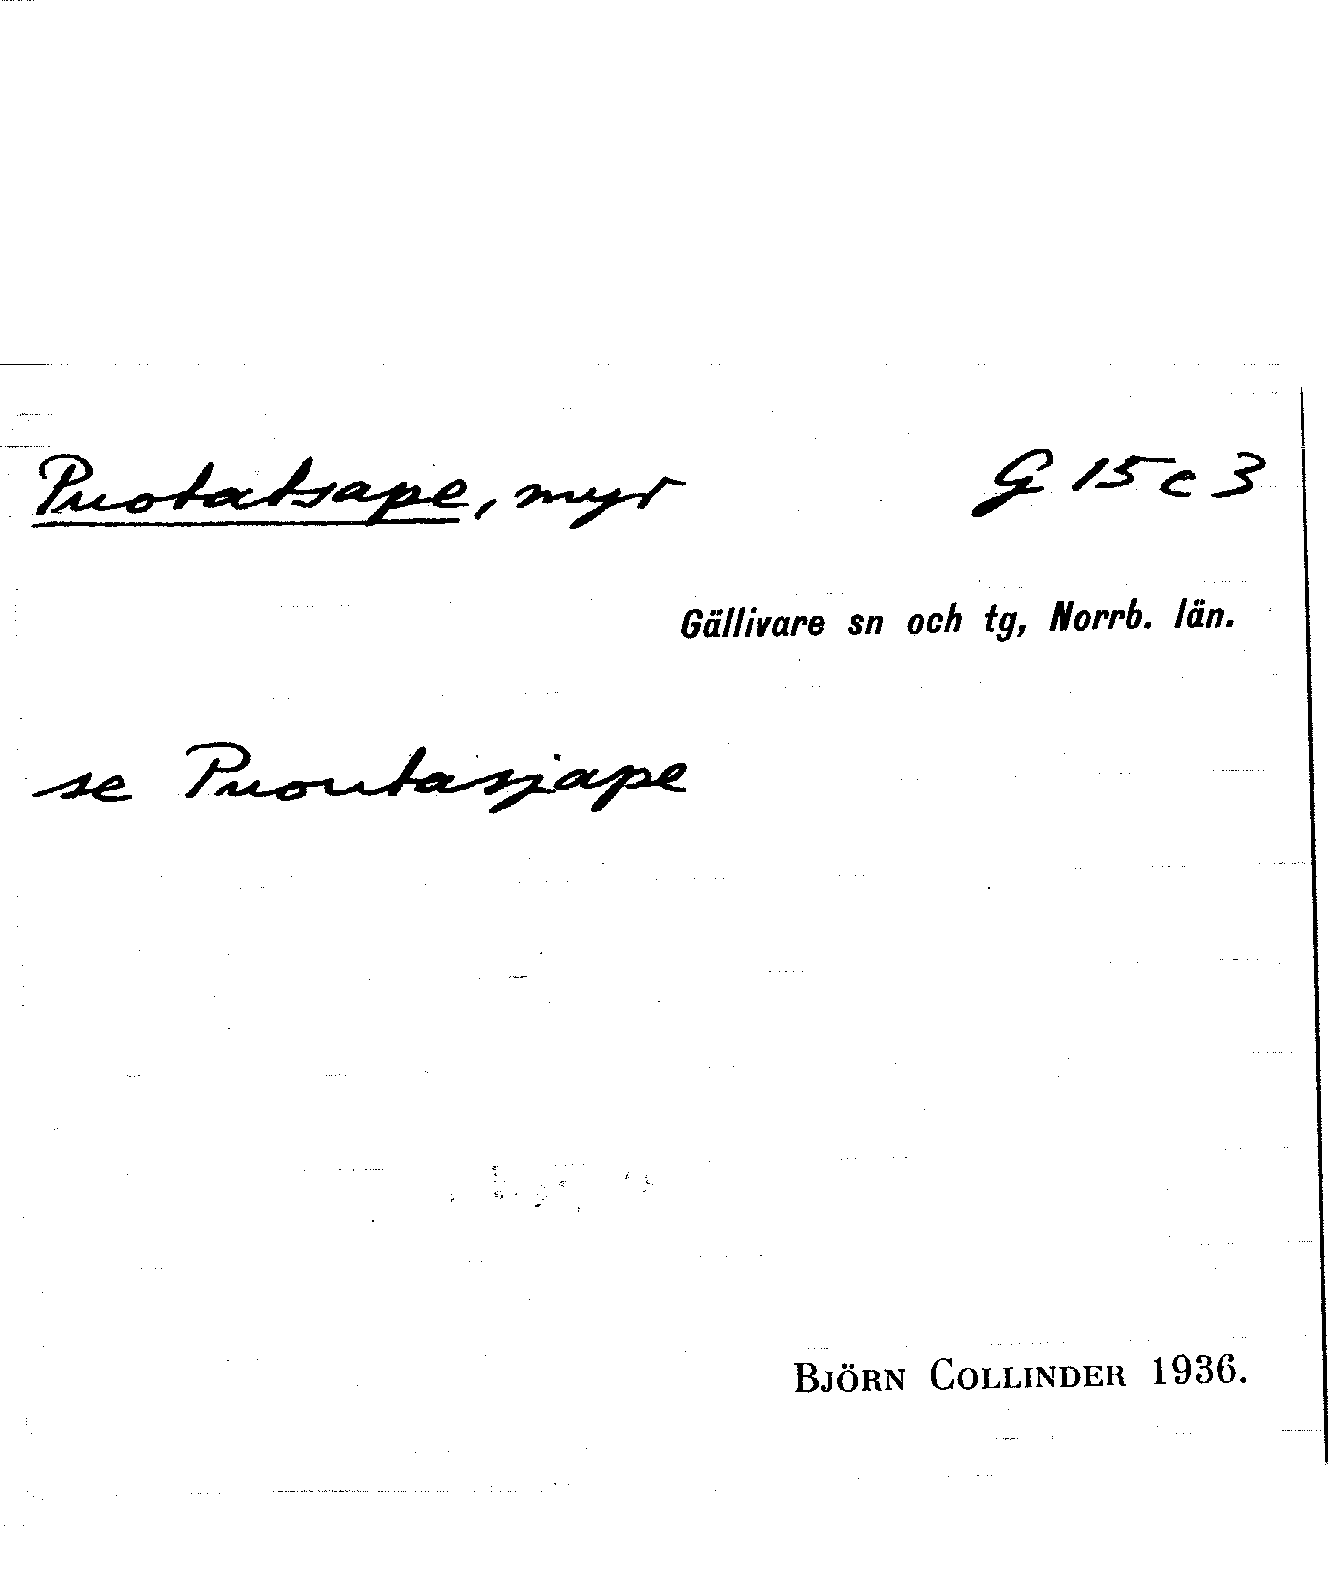 Puotatsape, myr G 15 c 3
Gällivare sn och tg, Norrb. län.
se Puoutasjape
BJÖRN COLLINDER 1936.